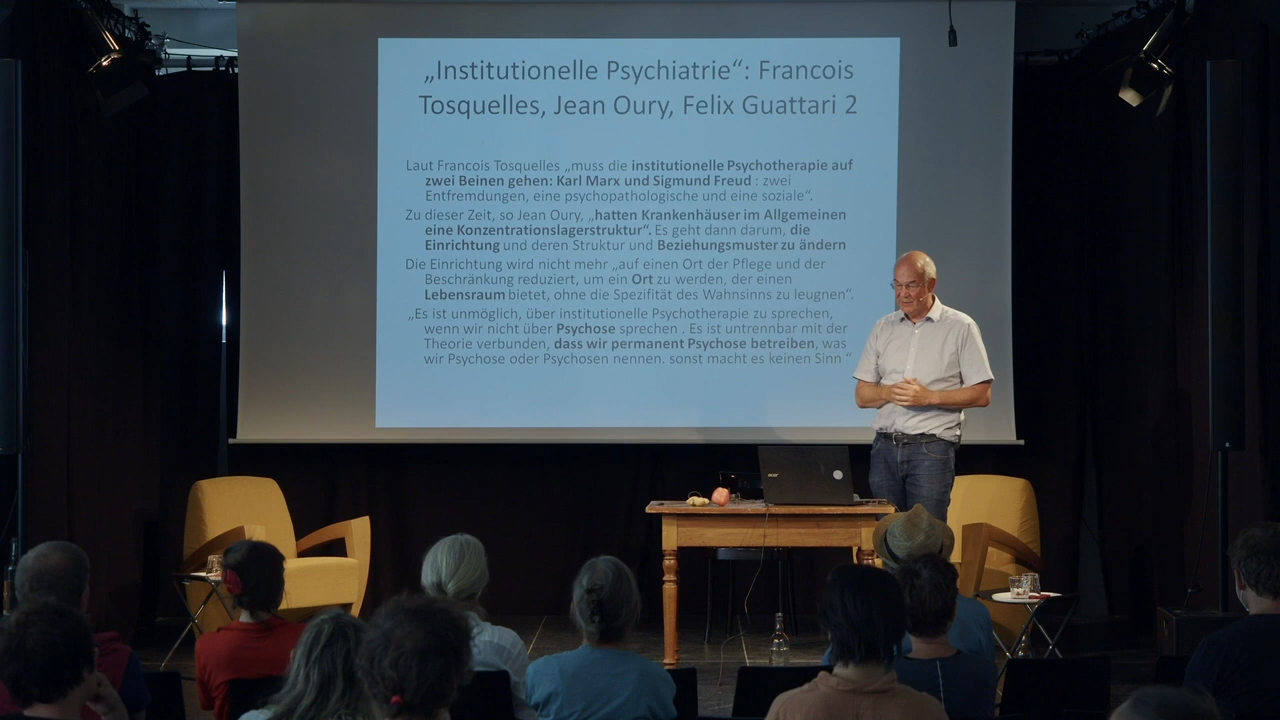 „Institutionelle Psychiatrie“: Francois
Tosquelles, Jean Oury, Felix Guattari 2
Laut Francois Tosquelles „muss die institutionelle Psychotherapie auf
zwei Beinen gehen: Karl Marx und Sigmund Freud : zwei
Entfremdungen, eine psychopathologische und eine soziale“.
Zu dieser Zeit, so Jean Oury, „hatten Krankenhäuser im Allgemeinen
eine Konzentrationslagerstruktur“. Es geht dann darum, die
Einrichtung und deren Struktur und Beziehungsmuster zu ändern
Die Einrichtung wird nicht mehr „auf einen Ort der Pflege und der
Beschränkung reduziert, um ein Ort zu werden, der einen
Lebensraum bietet, ohne die Spezifität des Wahnsinns zu leugnen“.
„Es ist unmöglich, über institutionelle Psychotherapie zu sprechen,
wenn wir nicht über Psychose sprechen . Es ist untrennbar mit der
Theorie verbunden, dass wir permanent Psychose betreiben, was
wir Psychose oder Psychosen nennen. sonst macht es keinen Sinn “
acer